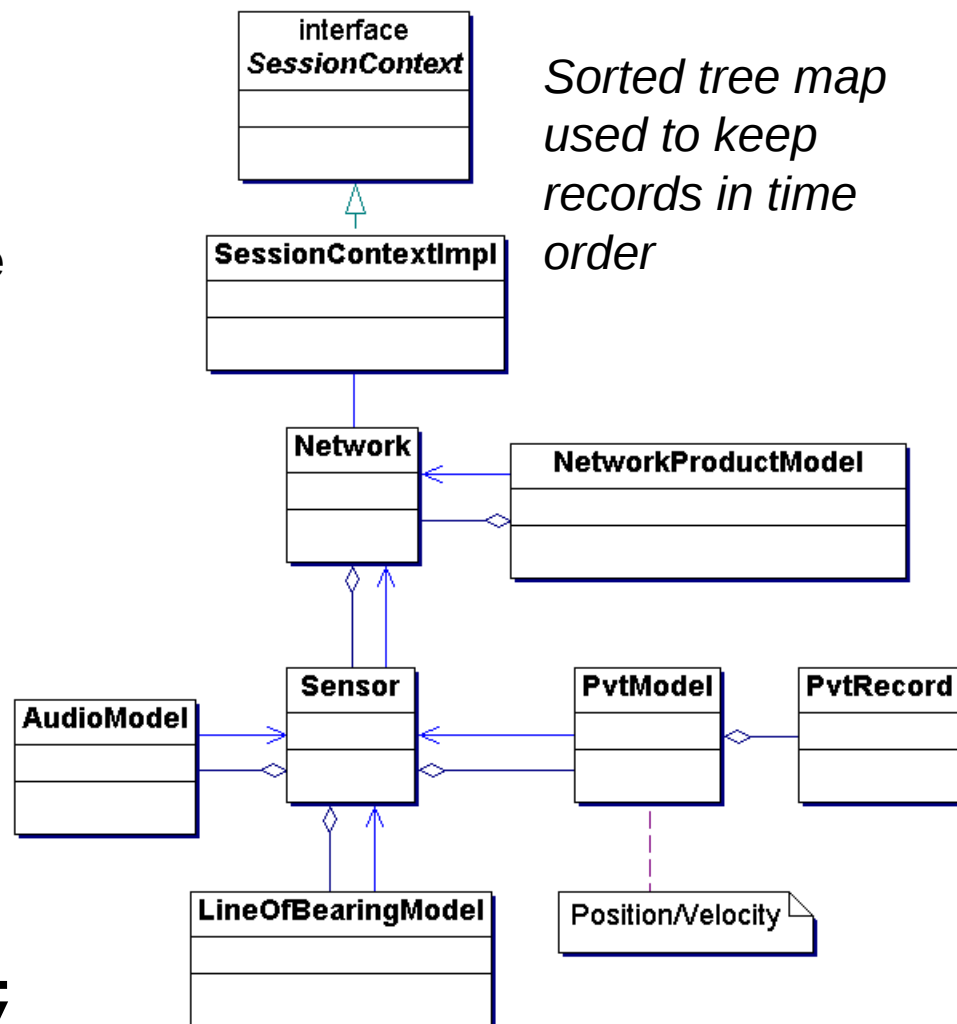 interface
SessionContext
Sorted tree map
used to keep
records in time
order
e
SessionContextImpl
Network
NetworkProductModel
Sensor
PvtModel
PvtRecord
AudioModel
LineOfBearingModel
Position/Velocity
;